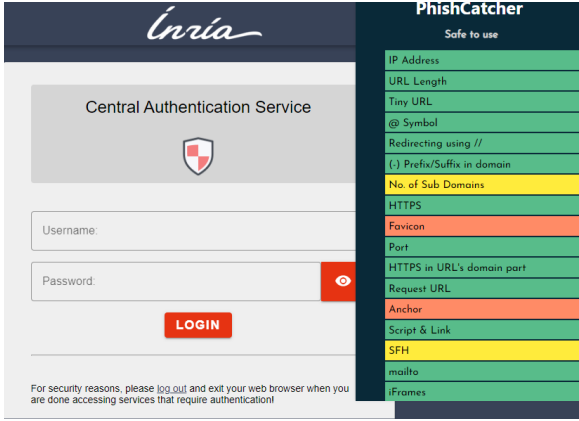 Inria
Central Authentication Service
Username:
Password:
LOGIN
For security reasons, please log out and exit your web browser when you
are done accessing services that require authentication!
PhishCatcher
Safe to use
IP Address
URL Length
Tiny URL
@ Symbol
Redirecting using //
(-) Prefix/Suffix in domain
No. of Sub Domains
HTTPS
Favicon
Port
HTTPS in URL's domain part
Request URL
Anchor
Script & Link
SFH
mailto
iFrames